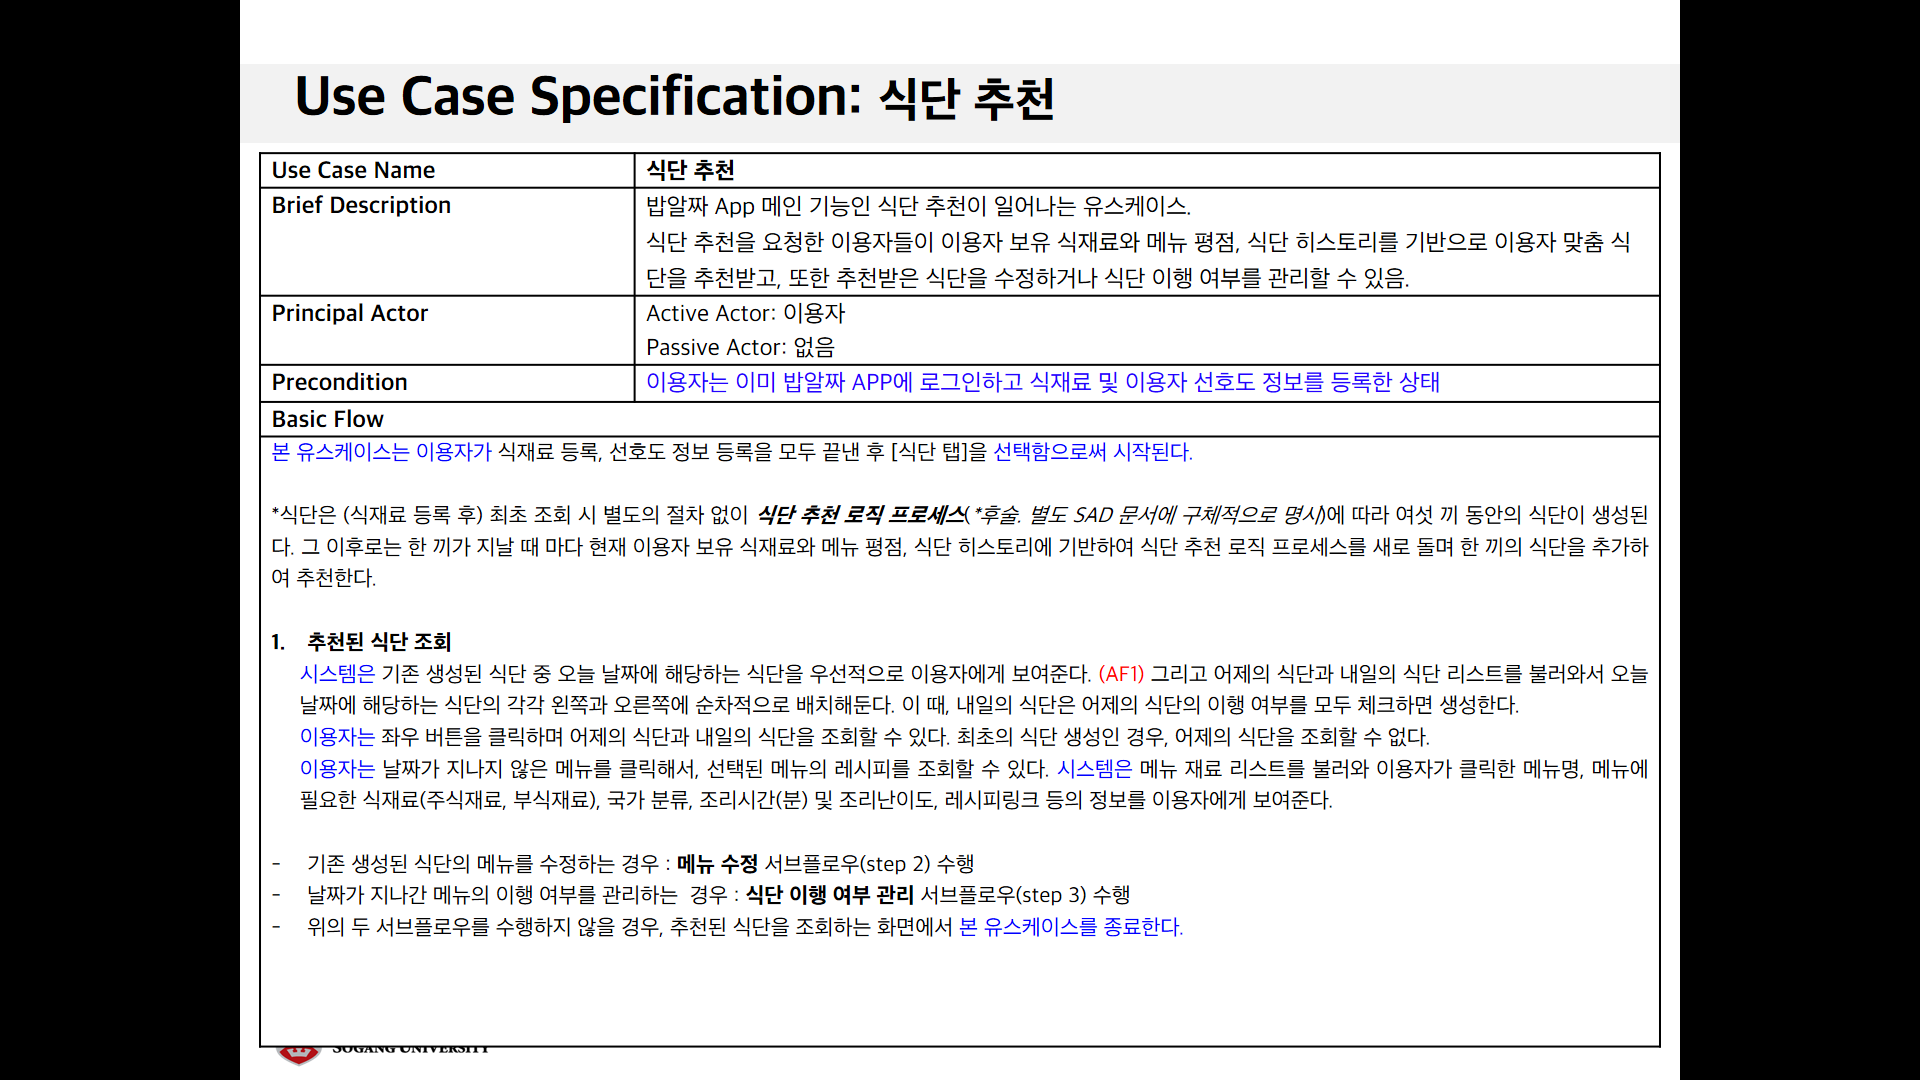 Use Case Specification: 식단 추천
Use Case Name
식단 추천
Brief Description
밥알짜 App 메인 기능인 식단 추천이 일어나는 유스케이스.
식단 추천을 요청한 이용자들이 이용자 보유 식재료와 메뉴 평점, 식단 히스토리를 기반으로 이용자 맞춤 식
단을 추천받고, 또한 추천받은 식단을 수정하거나 식단 이행 여부를 관리할 수 있음.
Principal Actor
Active Actor: 이용자
Passive Actor: 없음
Precondition
이용자는 이미 밥알짜 APP에 로그인하고 식재료 및 이용자 선호도 정보를 등록한 상태
Basic Flow
본 유스케이스는 이용자가 식재료 등록, 선호도 정보 등록을 모두 끝낸 후 [식단 탭]을 선택함으로써 시작된다.
*식단은 (식재료 등록 후) 최초 조회 시 별도의 절차 없이 식단 추천 로직 프로세스(*후술. 별도 SAD 문서에 구체적으로 명시)에 따라 여섯 끼 동안의 식단이 생성된
다. 그 이후로는 한 끼가 지날 때 마다 현재 이용자 보유 식재료와 메뉴 평점, 식단 히스토리에 기반하여 식단 추천 로직 프로세스를 새로 돌며 한 끼의 식단을 추가하
여 추천한다.
1. 추천된 식단 조회
시스템은 기존 생성된 식단 중 오늘 날짜에 해당하는 식단을 우선적으로 이용자에게 보여준다. (AF1) 그리고 어제의 식단과 내일의 식단 리스트를 불러와서 오늘
날짜에 해당하는 식단의 각각 왼쪽과 오른쪽에 순차적으로 배치해둔다. 이 때, 내일의 식단은 어제의 식단의 이행 여부를 모두 체크하면 생성한다.
이용자는 좌우 버튼을 클릭하며 어제의 식단과 내일의 식단을 조회할 수 있다. 최초의 식단 생성인 경우, 어제의 식단을 조회할 수 없다.
이용자는 날짜가 지나지 않은 메뉴를 클릭해서, 선택된 메뉴의 레시피를 조회할 수 있다. 시스템은 메뉴 재료 리스트를 불러와 이용자가 클릭한 메뉴명, 메뉴에
필요한 식재료(주식재료, 부식재료), 국가 분류, 조리시간(분) 및 조리난이도, 레시피링크 등의 정보를 이용자에게 보여준다.
- 기존 생성된 식단의 메뉴를 수정하는 경우 : 메뉴 수정 서브플로우(step 2) 수행
- 날짜가 지나간 메뉴의 이행 여부를 관리하는 경우 : 식단 이행 여부 관리 서브플로우(step 3) 수행
- 위의 두 서브플로우를 수행하지 않을 경우, 추천된 식단을 조회하는 화면에서 본 유스케이스를 종료한다.
SOGANG UNIVERSITY